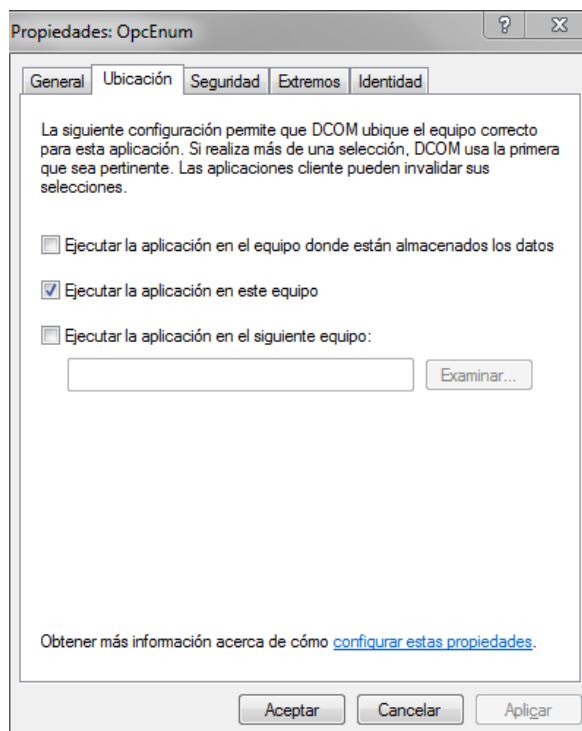 Propiedades: OpcEnum
General Ubicación Seguridad Extremos Identidad
La siguiente configuración permite que DCOM ubique el equipo correcto
para esta aplicación. Si realiza más de una selección, DCOM usa la primera
que sea pertinente. Las aplicaciones cliente pueden invalidar sus
selecciones.
Ejecutar la aplicación en el equipo donde están almacenados los datos
Ejecutar la aplicación en este equipo
Ejecutar la aplicación en el siguiente equipo:
Examinar...
Obtener más información acerca de cómo configurar estas propiedades.
Aceptar Cancelar Aplicar